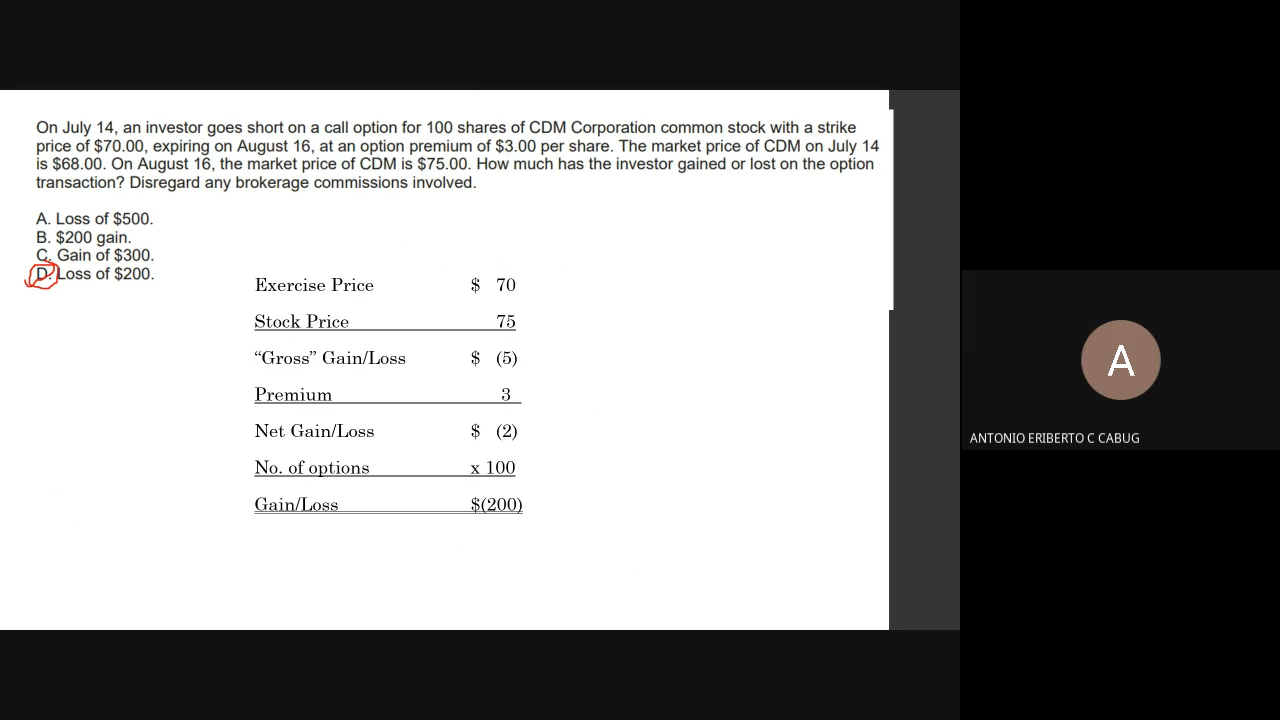 On July 14, an investor goes short on a call option for 100 shares of CDM Corporation common stock with a strike
price of $70.00, expiring on August 16, at an option premium of $3.00 per share. The market price of CDM on July 14
is $68.00. On August 16, the market price of CDM is $75.00. How much has the investor gained or lost on the option
transaction? Disregard any brokerage commissions involved.
A. Loss of $500.
B. $200 gain.
C. Gain of $300.
D. Loss of $200.
Exercise Price $ 70
Stock Price 75
“Gross” Gain/Loss $ (5)
Premium 3
Net Gain/Loss $ (2)
No. of options x 100
Gain/Loss $(200)
A
ANTONIO ERIBERTO C CABUG